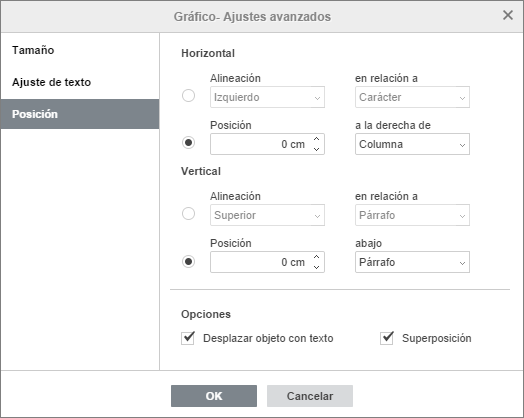 Gráfico- Ajustes avanzados
Tamaño
Ajuste de texto
Posición
Horizontal
Alineación en relación a
Izquierdo Carácter
Posición a la derecha de
0 cm Columna
Vertical
Alineación en relación a
Superior Párrafo
Posición abajo
0 cm Párrafo
Opciones
Desplazar objeto con texto Superposición
OK Cancelar